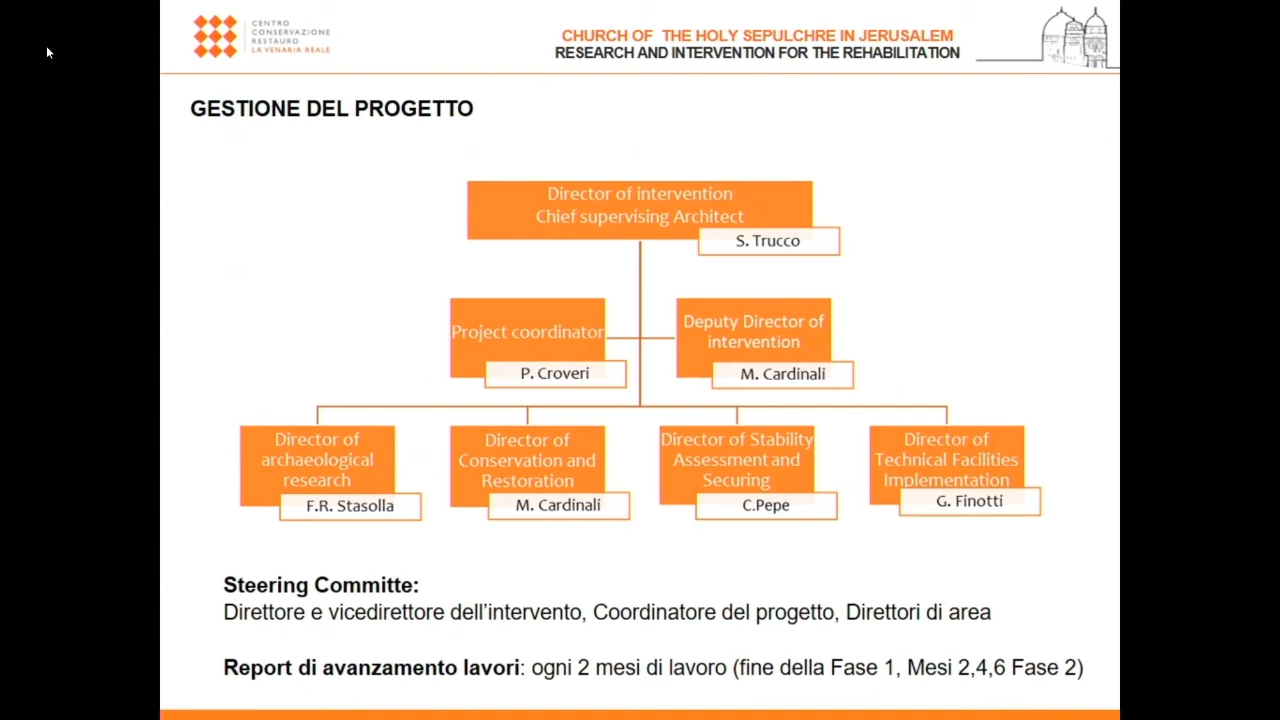 CENTRO
CONSERVAZIONE
RESTAURO
LA VENARIA REALE
CHURCH OF THE HOLY SEPULCHRE IN JERUSALEM
RESEARCH AND INTERVENTION FOR THE REHABILITATION
GESTIONE DEL PROGETTO
Director of intervention
Chief supervising Architect
S. Trucco
Project coordinator
P. Croveri
Deputy Director of
intervention
M. Cardinali
Director of
archaeological
research
F.R. Stasolla
Director of
Conservation and
Restoration
M. Cardinali
Director of Stability
Assessment and
Securing
C.Pepe
Director of
Technical Facilities
Implementation
G. Finotti
Steering Committe:
Direttore e vicedirettore dell'intervento, Coordinatore del progetto, Direttori di area
Report di avanzamento lavori: ogni 2 mesi di lavoro (fine della Fase 1, Mesi 2,4,6 Fase 2)